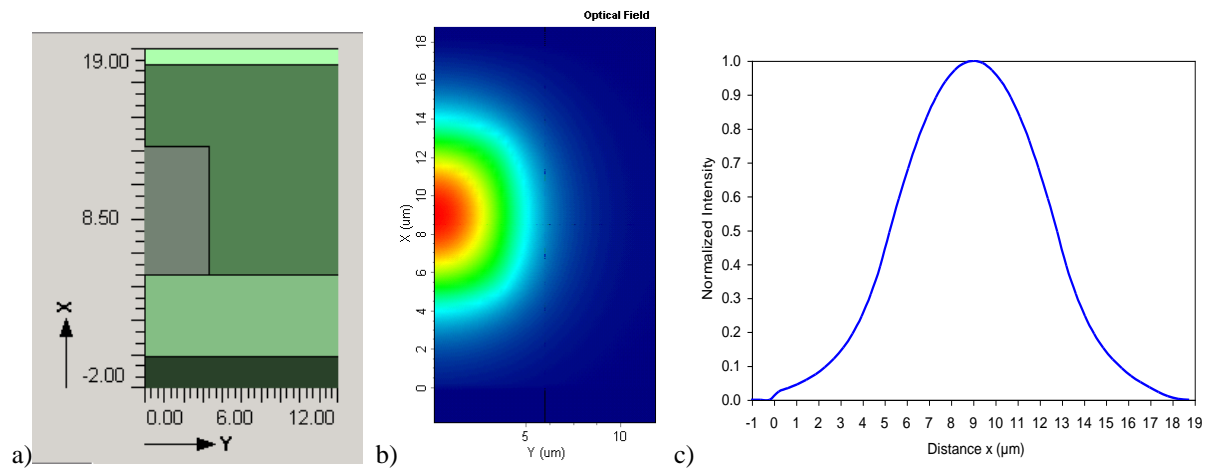 a)
19.00
8.50
-2.00
X
0.00 6.00 12.00
Y
b)
Optical Field
18
16
14
12
10
8
6
4
2
0
X (um)
5 10
Y (um)
c)
1.0
0.9
0.8
0.7
0.6
0.5
0.4
0.3
0.2
0.1
0.0
Normalized Intensity
-1 0 1 2 3 4 5 6 7 8 9 10 11 12 13 14 15 16 17 18 19
Distance x (µm)